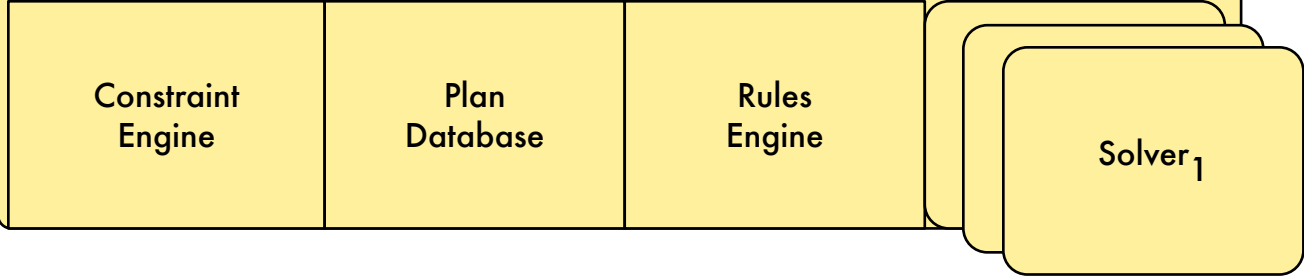 Constraint
Engine
Plan
Database
Rules
Engine
Solver₁